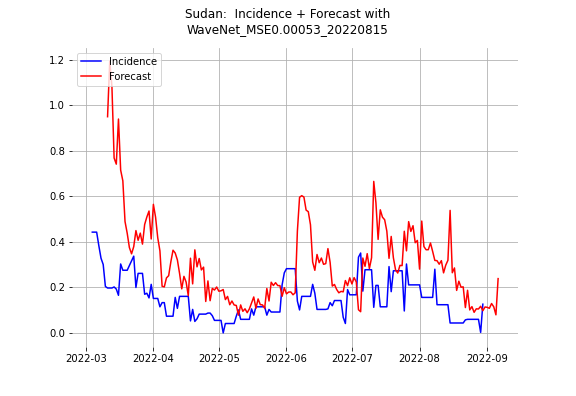 Sudan:  Incidence + Forecast with
WaveNet_MSE0.00053_20220815
Incidence
Forecast
1.2
1.0
0.8
0.6
0.4
0.2
0.0
2022-03 2022-04 2022-05 2022-06 2022-07 2022-08 2022-09